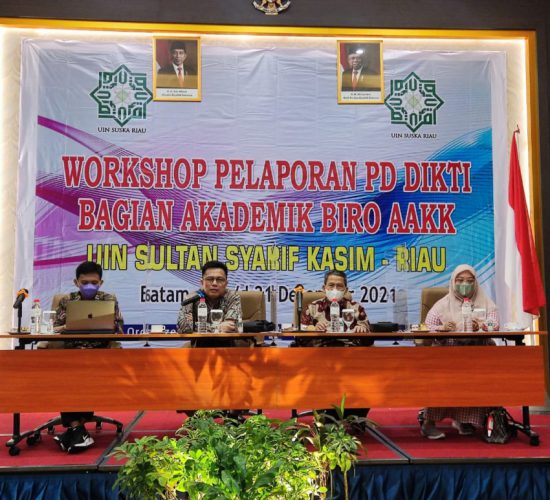 UIN SUSKA RIAU
UIN SUSKA RIAU
WORKSHOP PELAPORAN PD DIKTI
BAGIAN AKADEMIK BIRO AAKK
UIN SULTAN SYARIF KASIM - RIAU
Batam 2021